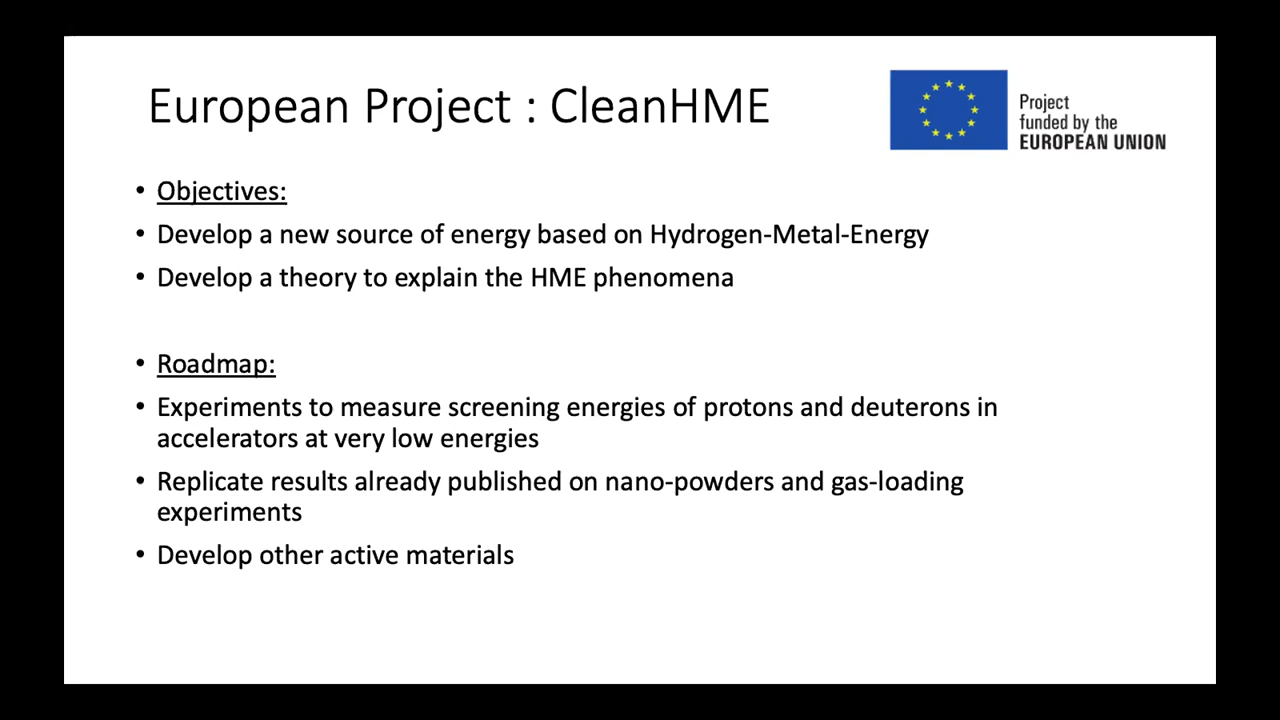 European Project : CleanHME
Project
funded by the
EUROPEAN UNION
• Objectives:
• Develop a new source of energy based on Hydrogen-Metal-Energy
• Develop a theory to explain the HME phenomena
• Roadmap:
• Experiments to measure screening energies of protons and deuterons in
accelerators at very low energies
• Replicate results already published on nano-powders and gas-loading
experiments
• Develop other active materials